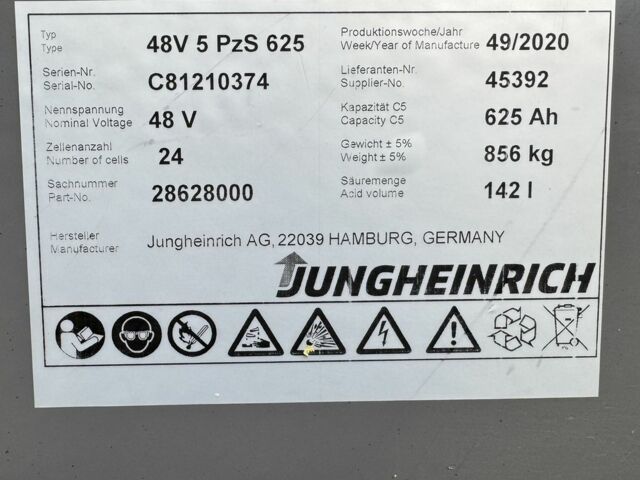 Typ
Type 48V 5 PzS 625
Produktionswoche/Jahr
Week/Year of Manufacture 49/2020
Serien-Nr.
Serial-No. C81210374
Lieferanten-Nr.
Supplier-No. 45392
Nennspannung
Nominal Voltage 48 V
Kapazität C5
Capacity C5 625 Ah
Zellenanzahl
Number of cells 24
Gewicht ± 5%
Weight ± 5% 856 kg
Sachnummer
Part-No. 28628000
Säuremenge
Acid volume 142 l
Hersteller
Manufacturer Jungheinrich AG, 22039 HAMBURG, GERMANY
JUNGHEINRICH